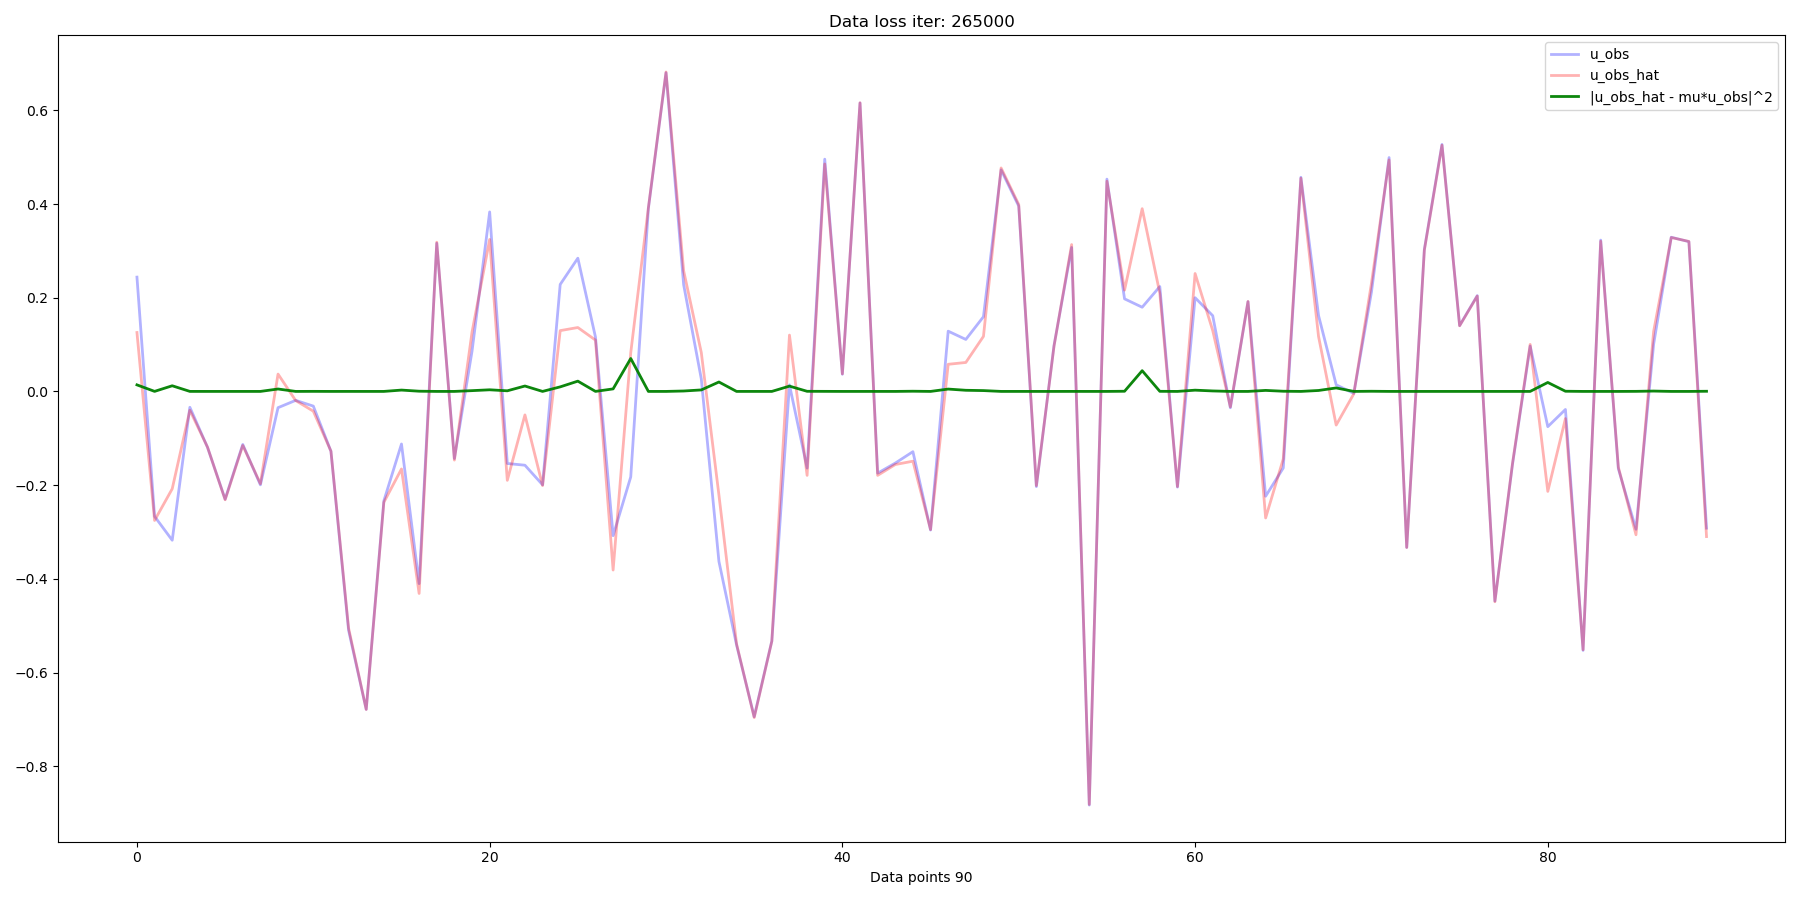 Data loss iter: 265000
u_obs
u_obs_hat
|u_obs_hat - mu*u_obs|^2
0.6
0.4
0.2
0.0
−0.2
−0.4
−0.6
−0.8
0 20 40 60 80
Data points 90